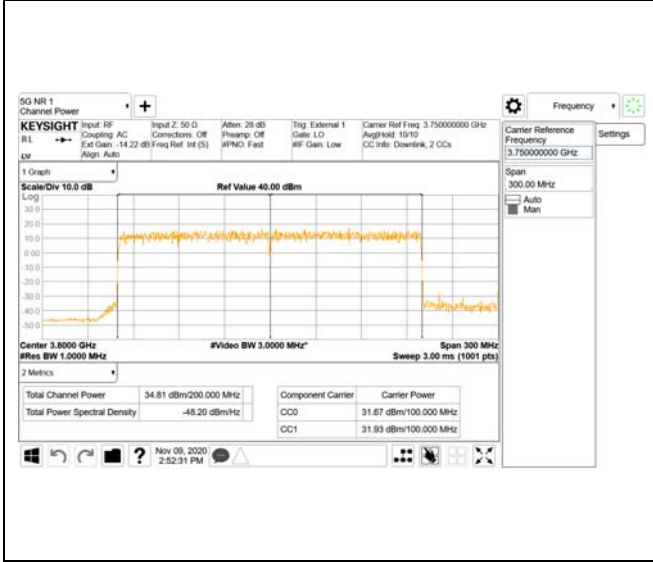 5G NR 1
Channel Power
Frequency
KEYSIGHT
Input: RF
Coupling: AC
Ext Gain: -14.22 dB
Align: Auto
Input Z: 50 Ω
Corrections: Off
Freq Ref: Int (S)
Atten: 28 dB
Preamp: Off
#PNO: Fast
Trig: External 1
Gate: LO
#IF Gain: Low
Carrier Ref Freq: 3.750000000 GHz
Avg|Hold: 10/10
CC Info: Downlink, 2 CCs
RL
Carrier Reference
Frequency
3.750000000 GHz
Settings
Span
300.00 MHz
Auto
Man
1 Graph
Scale/Div 10.0 dB
Ref Value 40.00 dBm
Log
30.0
20.0
10.0
0.00
-10.0
-20.0
-30.0
-40.0
-50.0
Center 3.8000 GHz
#Video BW 3.0000 MHz*
Span 300 MHz
#Res BW 1.0000 MHz
Sweep 3.00 ms (1001 pts)
2 Metrics
Total Channel Power 34.81 dBm/200.000 MHz
Total Power Spectral Density -48.20 dBm/Hz
Component Carrier Carrier Power
CC0 31.67 dBm/100.000 MHz
CC1 31.93 dBm/100.000 MHz
Nov 09, 2020
2:52:31 PM